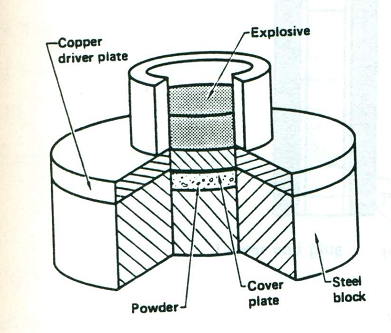 Copper
driver plate
Explosive
Powder
Cover
plate
Steel
block